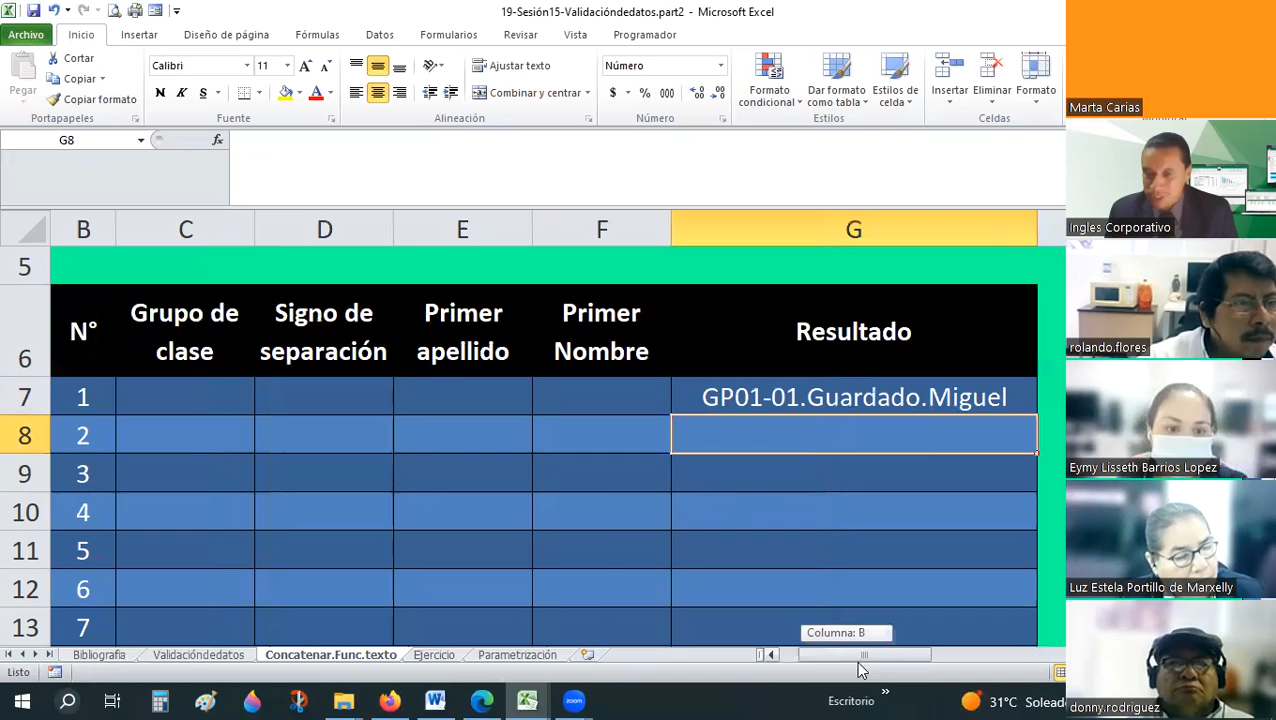 19-Sesión15-Validacióndedatos.part2 - Microsoft Excel
Archivo Inicio Insertar Diseño de página Fórmulas Datos Formularios Revisar Vista Programador
Pegar
Cortar
Copiar
Copiar formato
Portapapeles
Calibri 11
N K S
Fuente
Ajustar texto
Combinar y centrar
Alineación
Número
$ % 000
Número
Formato condicional
Dar formato como tabla
Estilos de celda
Estilos
Insertar Eliminar Formato
Celdas
G8 fx
B C D E F G
5
6 N° Grupo de clase Signo de separación Primer apellido Primer Nombre Resultado
7 1 GP01-01.Guardado.Miguel
8 2
9 3
10 4
11 5
12 6
13 7
Columna: B
Bibliografia Validacióndedatos Concatenar.Func.texto Ejercicio Parametrización
Listo
Escritorio » 31°C Soleado
Marta Carias
Ingles Corporativo
rolando.flores
Eymy Lisseth Barrios Lopez
Luz Estela Portillo de Marxelly
donny.rodriguez